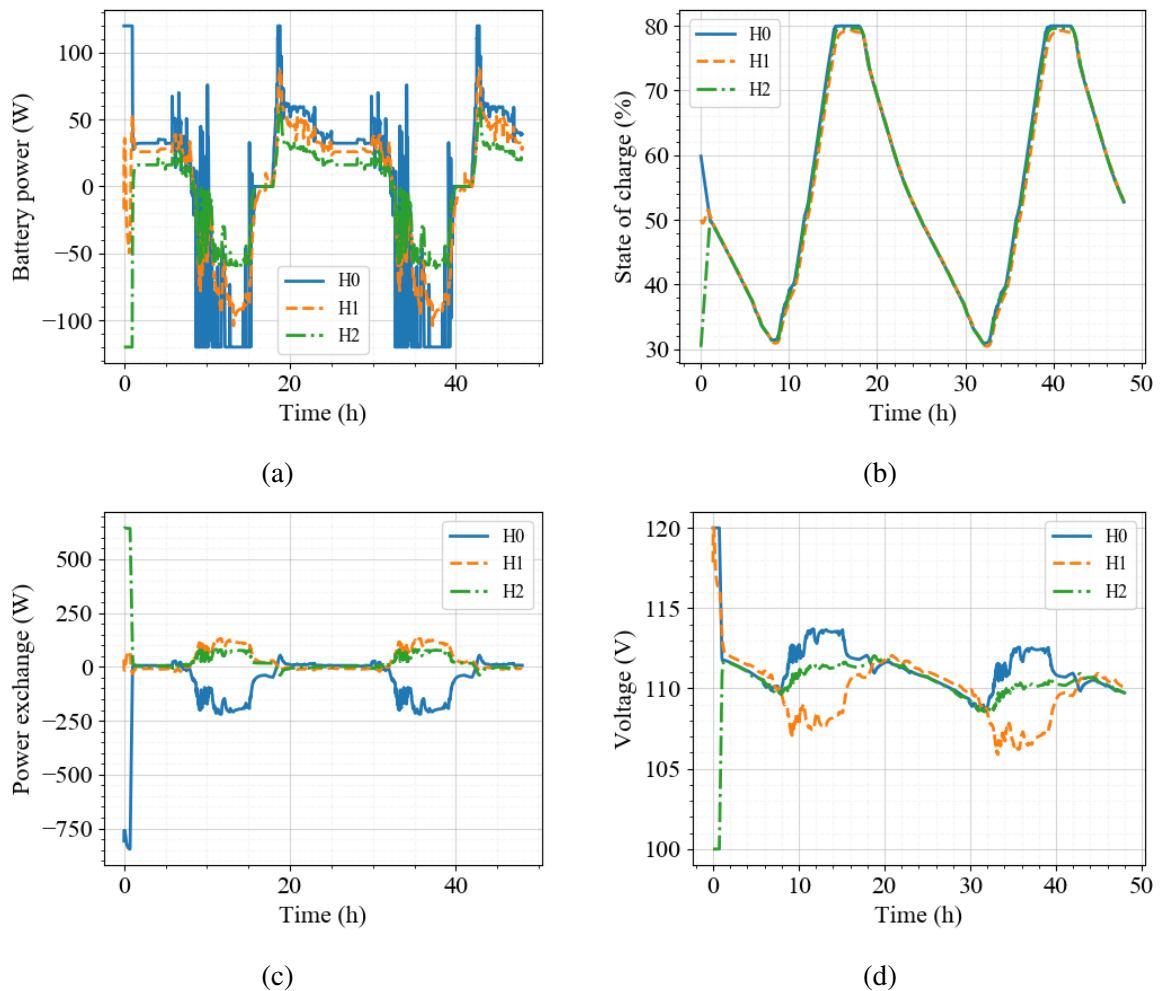 100
50
0
−50
−100
Battery power (W)
H0
H1
H2
0
20
40
Time (h)
(a)
80
70
60
50
40
30
State of charge (%)
H0
H1
H2
0
10
20
30
40
50
Time (h)
(b)
500
250
0
−250
−500
−750
Power exchange (W)
H0
H1
H2
0
20
40
Time (h)
(c)
120
115
110
105
100
Voltage (V)
H0
H1
H2
0
10
20
30
40
50
Time (h)
(d)